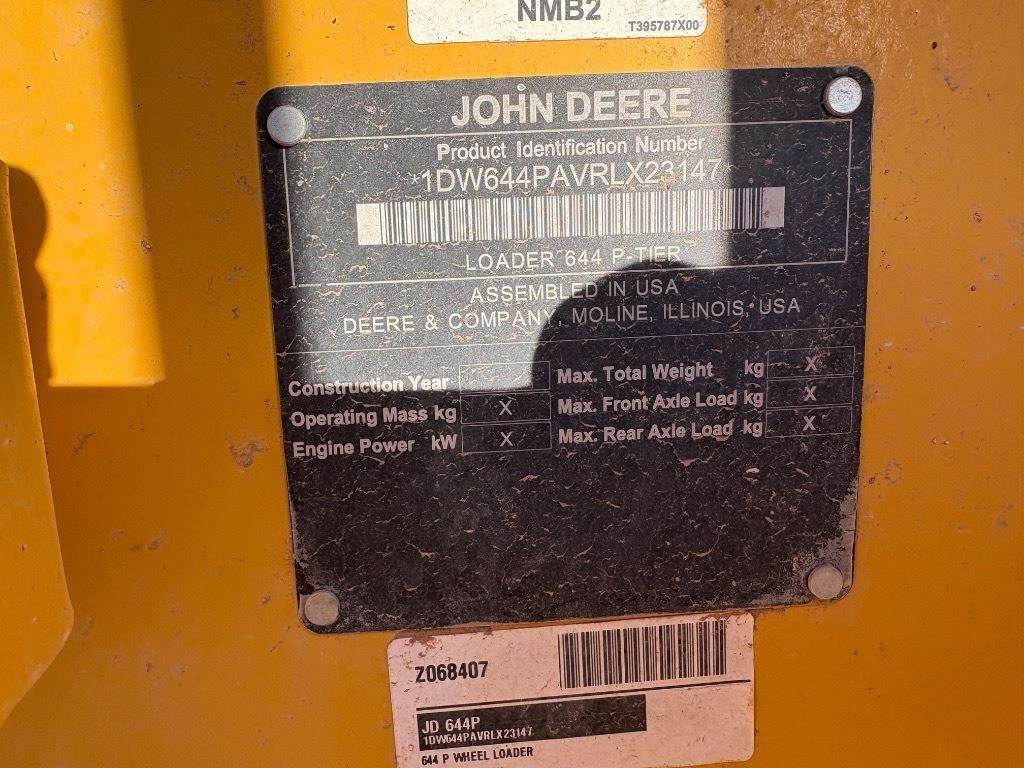 NMB2
T395787X00
JOHN DEERE
Product Identification Number
*1DW644PAVRLX23147*
LOADER 644 P-TIER
ASSEMBLED IN USA
DEERE & COMPANY, MOLINE, ILLINOIS, USA
Construction Year
Operating Mass kg X
Engine Power kW X
Max. Total Weight kg X
Max. Front Axle Load kg X
Max. Rear Axle Load kg X
Z068407
JD 644P
1DW644PAVRLX23147
644 P WHEEL LOADER